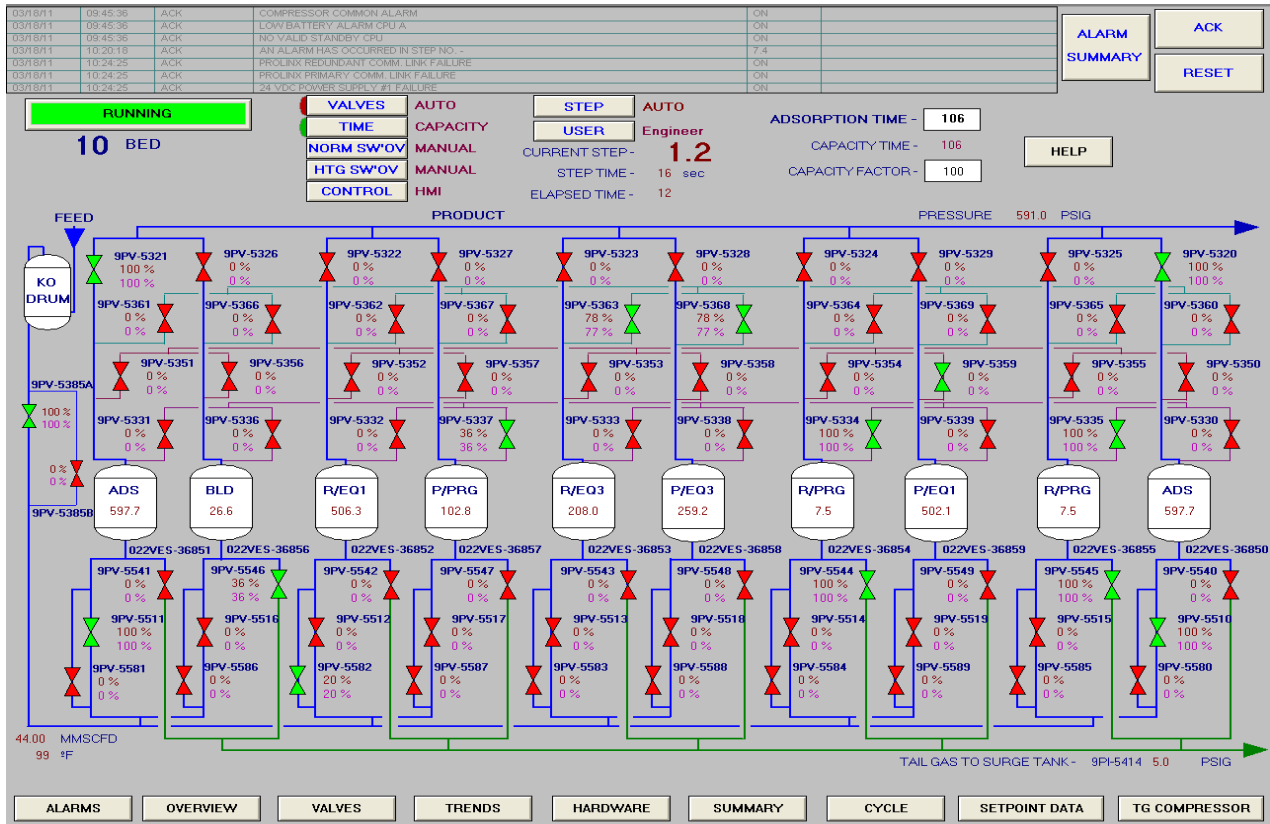 03/18/11 09:45:36 ACK COMPRESSOR COMMON ALARM ON
03/18/11 09:45:36 ACK LOW BATTERY ALARM CPU A ON
03/18/11 09:45:36 ACK NO VALID STANDBY CPU ON
03/18/11 10:20:18 ACK AN ALARM HAS OCCURRED IN STEP NO. - 7.4
03/18/11 10:24:25 ACK PROLINX REDUNDANT COMM. LINK FAILURE ON
03/18/11 10:24:25 ACK PROLINX PRIMARY COMM. LINK FAILURE ON
03/18/11 10:24:25 ACK 24 VDC POWER SUPPLY #1 FAILURE ON
ALARM SUMMARY
ACK
RESET
RUNNING
10 BED
VALVES AUTO
TIME CAPACITY
NORM SW'OV MANUAL
HTG SW'OV MANUAL
CONTROL HMI
STEP AUTO
USER Engineer
CURRENT STEP - 1.2
STEP TIME - 16 sec
ELAPSED TIME - 12
ADSORPTION TIME - 106
CAPACITY TIME - 106
CAPACITY FACTOR - 100
HELP
FEED
PRODUCT
PRESSURE 591.0 PSIG
KO DRUM
9PV-5321 9PV-5326 9PV-5322 9PV-5327 9PV-5323 9PV-5328 9PV-5324 9PV-5329 9PV-5325 9PV-5320
100 % 0 % 0 % 0 % 0 % 0 % 0 % 0 % 0 % 100 %
100 % 0 % 0 % 0 % 0 % 0 % 0 % 0 % 0 % 100 %
9PV-5361 9PV-5366 9PV-5362 9PV-5367 9PV-5363 9PV-5368 9PV-5364 9PV-5369 9PV-5365 9PV-5360
0 % 0 % 0 % 0 % 78 % 78 % 0 % 0 % 0 % 0 %
0 % 0 % 0 % 0 % 77 % 77 % 0 % 0 % 0 % 0 %
9PV-5351 9PV-5356 9PV-5352 9PV-5357 9PV-5353 9PV-5358 9PV-5354 9PV-5359 9PV-5355 9PV-5350
0 % 0 % 0 % 0 % 0 % 0 % 0 % 0 % 0 % 0 %
0 % 0 % 0 % 0 % 0 % 0 % 0 % 0 % 0 % 0 %
9PV-5385A
100 %
100 %
0 %
0 %
9PV-5385B
9PV-5331 9PV-5336 9PV-5332 9PV-5337 9PV-5333 9PV-5338 9PV-5334 9PV-5339 9PV-5335 9PV-5330
0 % 0 % 0 % 36 % 0 % 0 % 100 % 0 % 100 % 0 %
0 % 0 % 0 % 36 % 0 % 0 % 100 % 0 % 100 % 0 %
ADS BLD R/EQ1 P/PRG R/EQ3 P/EQ3 R/PRG P/EQ1 R/PRG ADS
597.7 26.6 506.3 102.8 208.0 259.2 7.5 502.1 7.5 597.7
022VES-36851 022VES-36856 022VES-36852 022VES-36857 022VES-36853 022VES-36858 022VES-36854 022VES-36859 022VES-36855 022VES-36850
9PV-5541 9PV-5546 9PV-5542 9PV-5547 9PV-5543 9PV-5548 9PV-5544 9PV-5549 9PV-5545 9PV-5540
0 % 36 % 0 % 0 % 0 % 0 % 100 % 0 % 100 % 0 %
0 % 36 % 0 % 0 % 0 % 0 % 100 % 0 % 100 % 0 %
9PV-5511 9PV-5516 9PV-5512 9PV-5517 9PV-5513 9PV-5518 9PV-5514 9PV-5519 9PV-5515 9PV-5510
100 % 0 % 0 % 0 % 0 % 0 % 0 % 0 % 0 % 100 %
100 % 0 % 0 % 0 % 0 % 0 % 0 % 0 % 0 % 100 %
9PV-5581 9PV-5586 9PV-5582 9PV-5587 9PV-5583 9PV-5588 9PV-5584 9PV-5589 9PV-5585 9PV-5580
0 % 0 % 20 % 0 % 0 % 0 % 0 % 0 % 0 % 0 %
0 % 0 % 20 % 0 % 0 % 0 % 0 % 0 % 0 % 0 %
44.00 MMSCFD
99 ºF
TAIL GAS TO SURGE TANK - 9PI-5414 5.0 PSIG
ALARMS OVERVIEW VALVES TRENDS HARDWARE SUMMARY CYCLE SETPOINT DATA TG COMPRESSOR